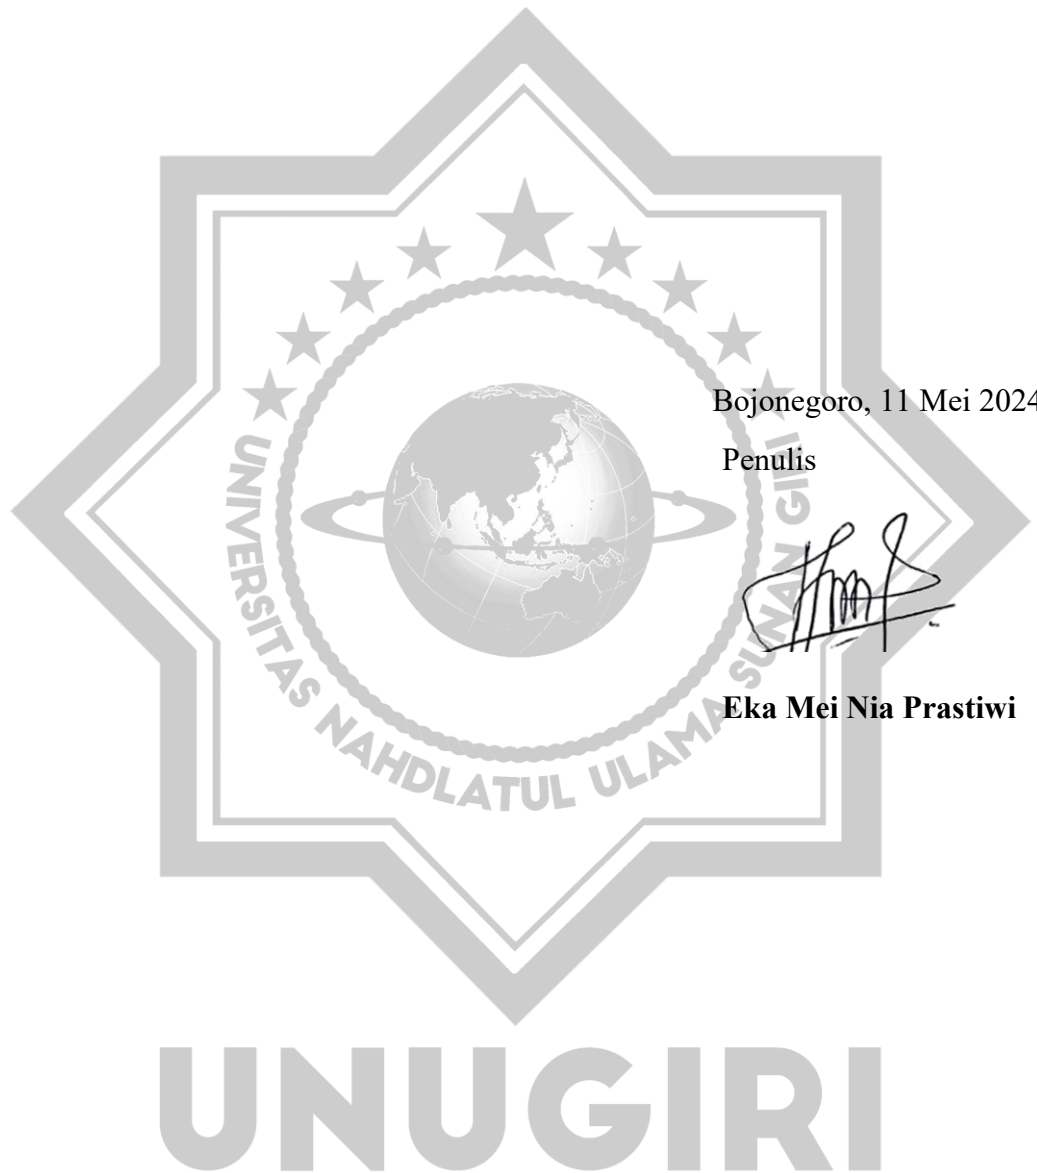 Bojonegoro, 11 Mei 2024
Penulis
Eka Mei Nia Prastiwi
UNIVERSITAS NAHDLATUL ULAMA SUNAN GIRI
UNUGIRI